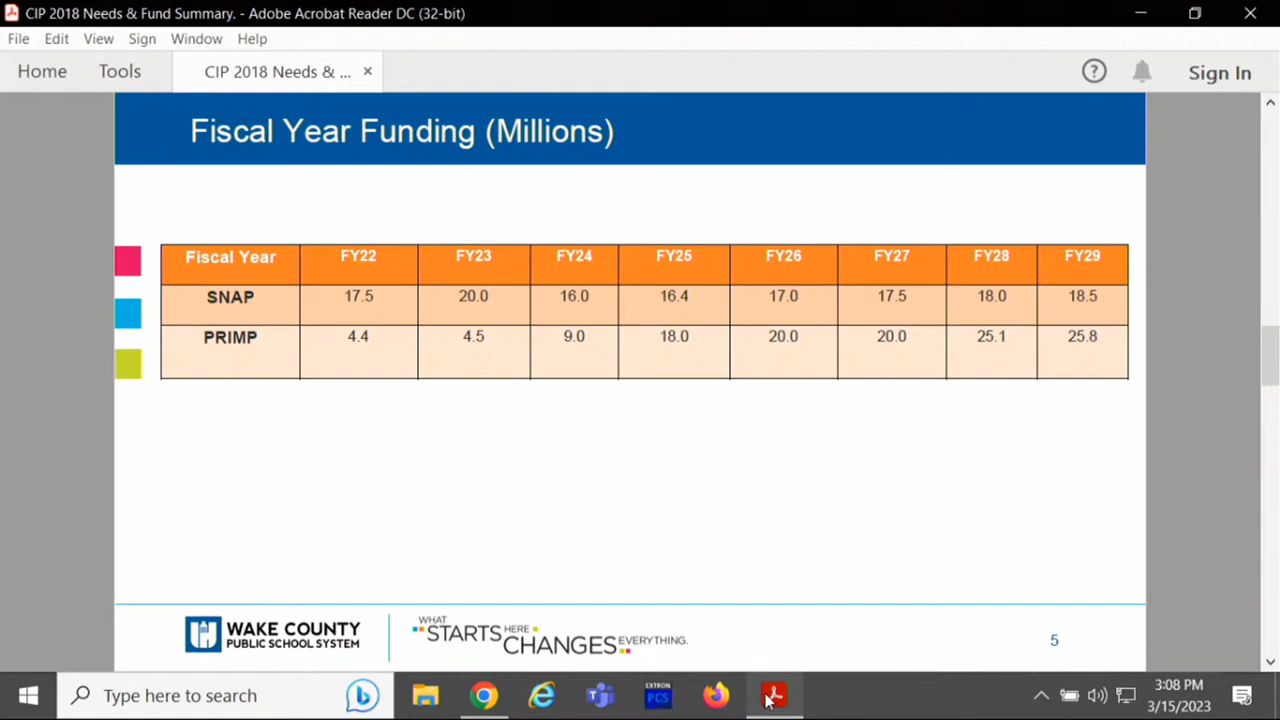 CIP 2018 Needs & Fund Summary. - Adobe Acrobat Reader DC (32-bit)
File Edit View Sign Window Help
Home Tools CIP 2018 Needs & ... × ? Sign In
Fiscal Year Funding (Millions)
Fiscal Year FY22 FY23 FY24 FY25 FY26 FY27 FY28 FY29
SNAP 17.5 20.0 16.0 16.4 17.0 17.5 18.0 18.5
PRIMP 4.4 4.5 9.0 18.0 20.0 20.0 25.1 25.8
WAKE COUNTY
PUBLIC SCHOOL SYSTEM
WHAT
STARTS HERE
CHANGES EVERYTHING.
5
Type here to search
EXTRON
PCS
3:08 PM
3/15/2023